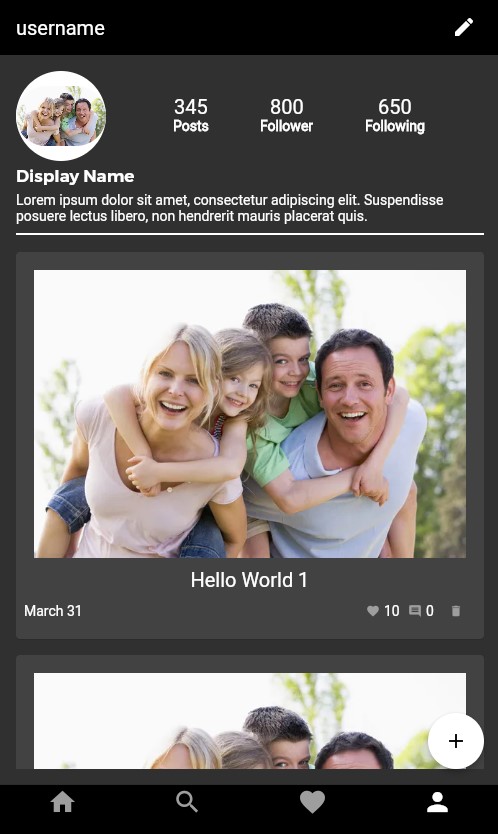 username
345 800 650
Posts Follower Following
Display Name
Lorem ipsum dolor sit amet, consectetur adipiscing elit. Suspendisse
posuere lectus libero, non hendrerit mauris placerat quis.
Hello World 1
March 31 10 0